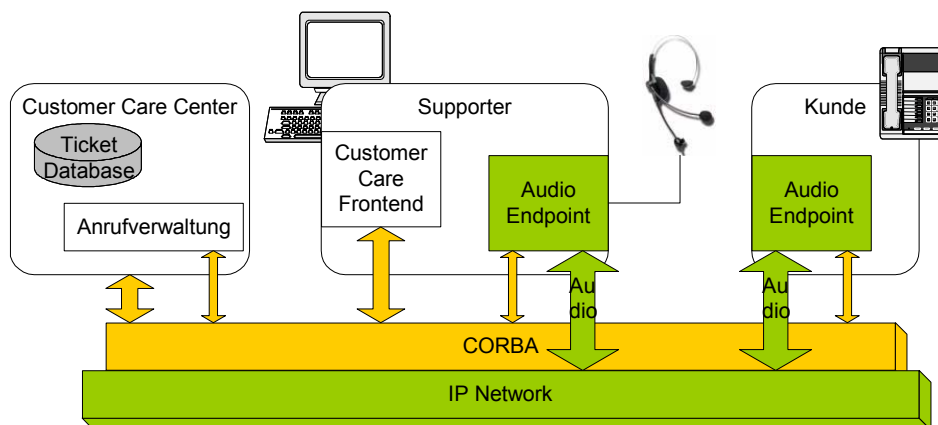 Customer Care Center
Ticket
Database
Anrufverwaltung
Supporter
Customer
Care
Frontend
Audio
Endpoint
Kunde
Audio
Endpoint
Au
dio
Au
dio
CORBA
IP Network